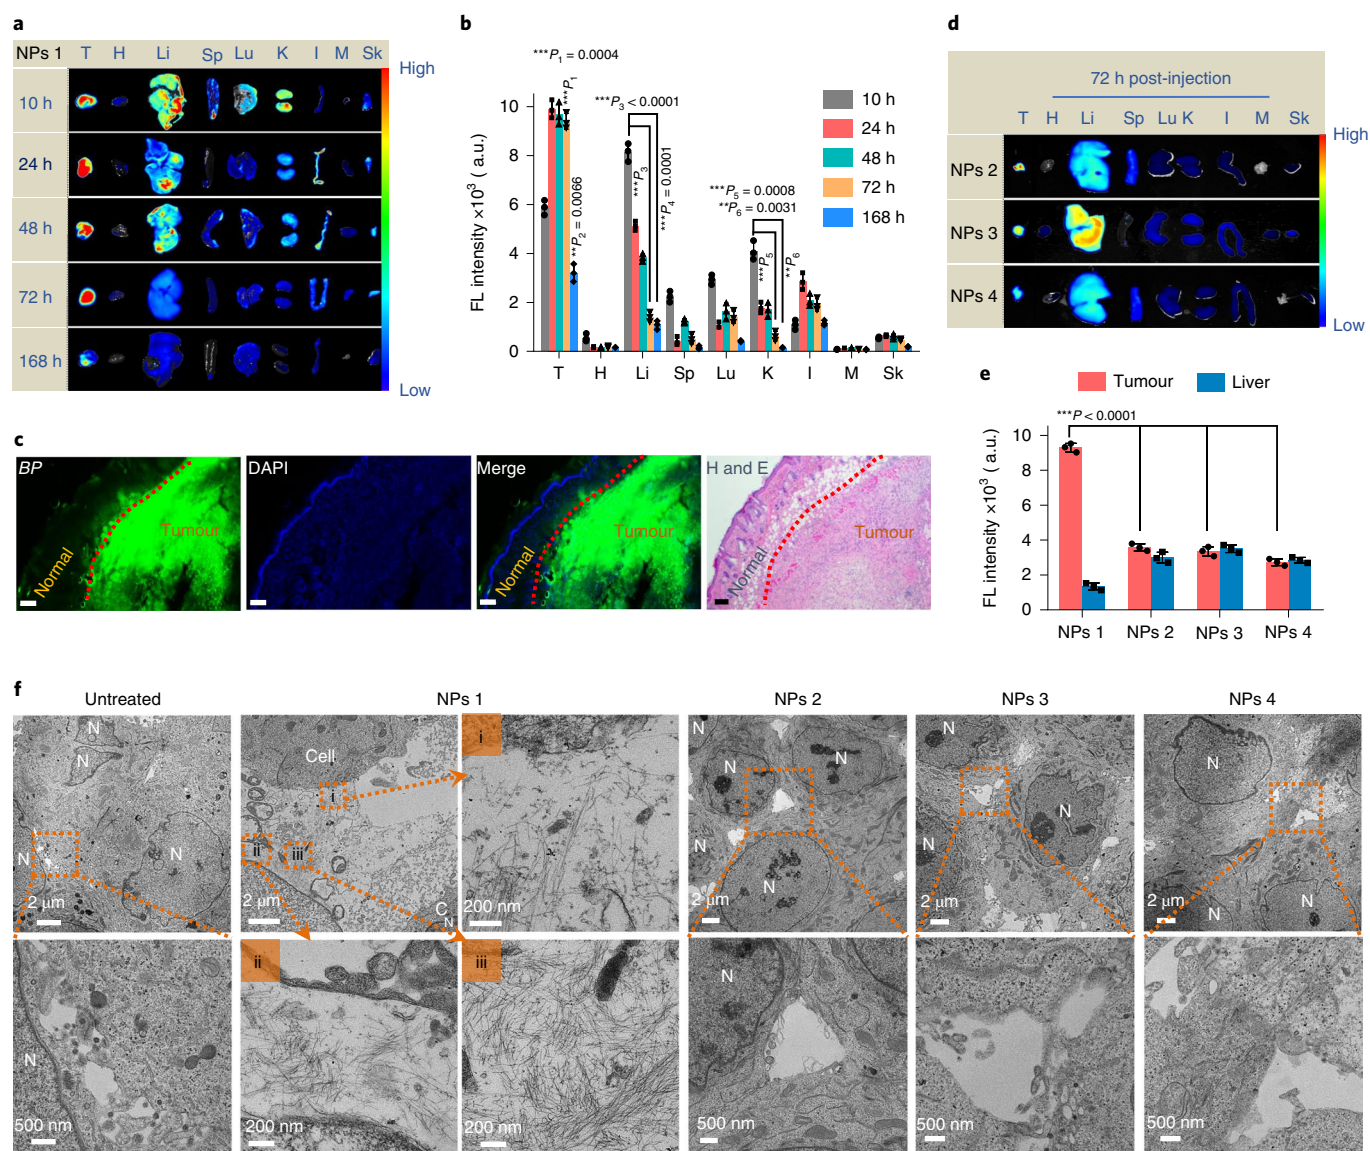 a
NPs 1 T H Li Sp Lu K I M Sk
10 h
24 h
48 h
72 h
168 h
High
Low
b
***P1 = 0.0004
***P3 < 0.0001
***P1
**P2 = 0.0066
***P3
***P4 = 0.0001
***P5 = 0.0008
**P6 = 0.0031
***P5
**P6
FL intensity ×10³ ( a.u.)
10
8
6
4
2
0
T H Li Sp Lu K I M Sk
10 h
24 h
48 h
72 h
168 h
c
BP
Normal
Tumour
DAPI
Merge
Normal
Tumour
H and E
Normal
Tumour
d
72 h post-injection
T H Li Sp Lu K I M Sk
NPs 2
NPs 3
NPs 4
High
Low
e
Tumour
Liver
***P < 0.0001
FL intensity ×10³ ( a.u.)
10
8
6
4
2
0
NPs 1 NPs 2 NPs 3 NPs 4
f
Untreated NPs 1 NPs 2 NPs 3 NPs 4
N
N
N
N
2 µm
Cell
i
ii
iii
C
N
2 µm
i
200 nm
N
N
N
N
2 µm
N
N
N
2 µm
N
N
N
2 µm
N
500 nm
ii
200 nm
iii
200 nm
N
500 nm
500 nm
500 nm